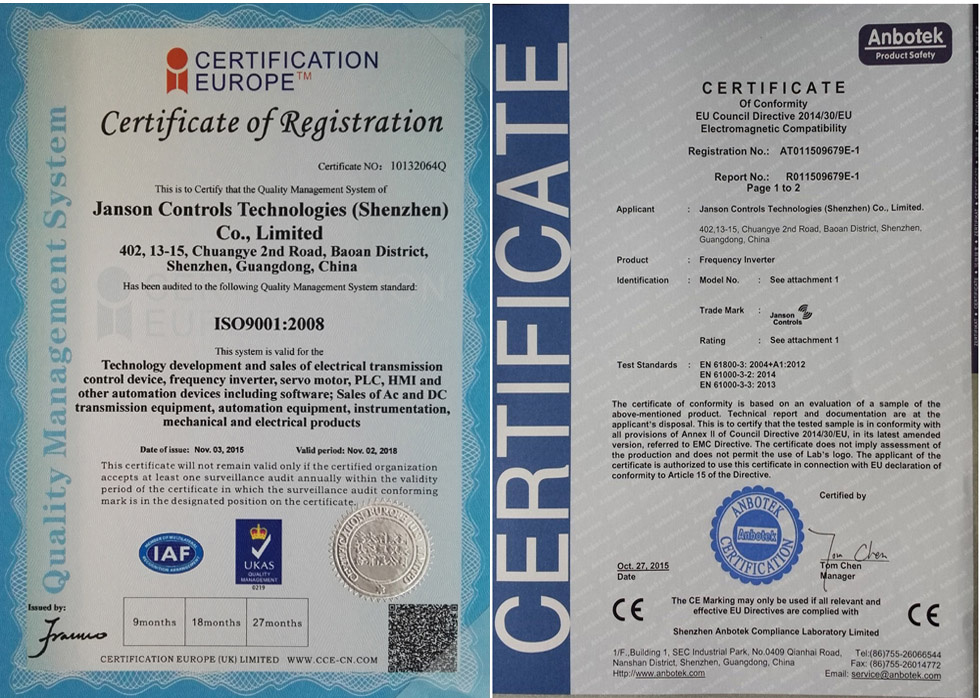 Quality Management System
CERTIFICATION
EUROPE™
Certificate of Registration
Certificate NO: 10132064Q
This is to Certify that the Quality Management System of
Janson Controls Technologies (Shenzhen)
Co., Limited
402, 13-15, Chuangye 2nd Road, Baoan District,
Shenzhen, Guangdong, China
Has been audited to the following Quality Management System standard:
ISO9001:2008
This system is valid for the
Technology development and sales of electrical transmission
control device, frequency inverter, servo motor, PLC, HMI and
other automation devices including software; Sales of Ac and DC
transmission equipment, automation equipment, instrumentation,
mechanical and electrical products
Date of issue: Nov. 03, 2015 Valid period: Nov. 02, 2018
This certificate will not remain valid only if the certified organization
accepts at least one surveillance audit annually within the validity
period of the certificate in which the surveillance audit conforming
mark is in the designated position on the certificate.
IAF
UKAS
QUALITY
MANAGEMENT
0219
Issued by:
9months 18months 27months
CERTIFICATION EUROPE (UK) LIMITED WWW.CCE-CN.COM
CERTIFICATE
Anbotek
Product Safety
CERTIFICATE
Of Conformity
EU Council Directive 2014/30/EU
Electromagnetic Compatibility
Registration No.: AT011509679E-1
Report No.: R011509679E-1
Page 1 to 2
Applicant : Janson Controls Technologies (Shenzhen) Co., Limited.
402,13-15, Chuangye 2nd Road, Baoan District, Shenzhen,
Guangdong, China
Product : Frequency Inverter
Identification : Model No. : See attachment 1
Trade Mark : Janson
Controls
Rating : See attachment 1
Test Standards : EN 61800-3: 2004+A1:2012
EN 61000-3-2: 2014
EN 61000-3-3: 2013
The certificate of conformity is based on an evaluation of a sample of the
above-mentioned product. Technical report and documentation are at the
applicant's disposal. This is to certify that the tested sample is in conformity with
all provisions of Annex II of Council Directive 2014/30/EU, in its latest amended
version, referred to EMC Directive. The certificate does not imply assessment of
the production and does not permit the use of Lab's logo. The applicant of the
certificate is authorized to use this certificate in connection with EU declaration of
conformity to Article 15 of the Directive.
Certified by
ANBOTEK
Anbotek
CERTIFICATION
Tom Chen
Oct. 27, 2015
Date
Tom Chen
Manager
CE
The CE Marking may only be used if all relevant and
effective EU Directives are complied with
CE
Shenzhen Anbotek Compliance Laboratory Limited
1/F.,Building 1, SEC Industrial Park, No.0409 Qianhai Road,
Nanshan District, Shenzhen, Guangdong, China
Http://www.anbotek.com
Tel:(86)755-26066544
Fax: (86)755-26014772
Email: service@anbotek.com